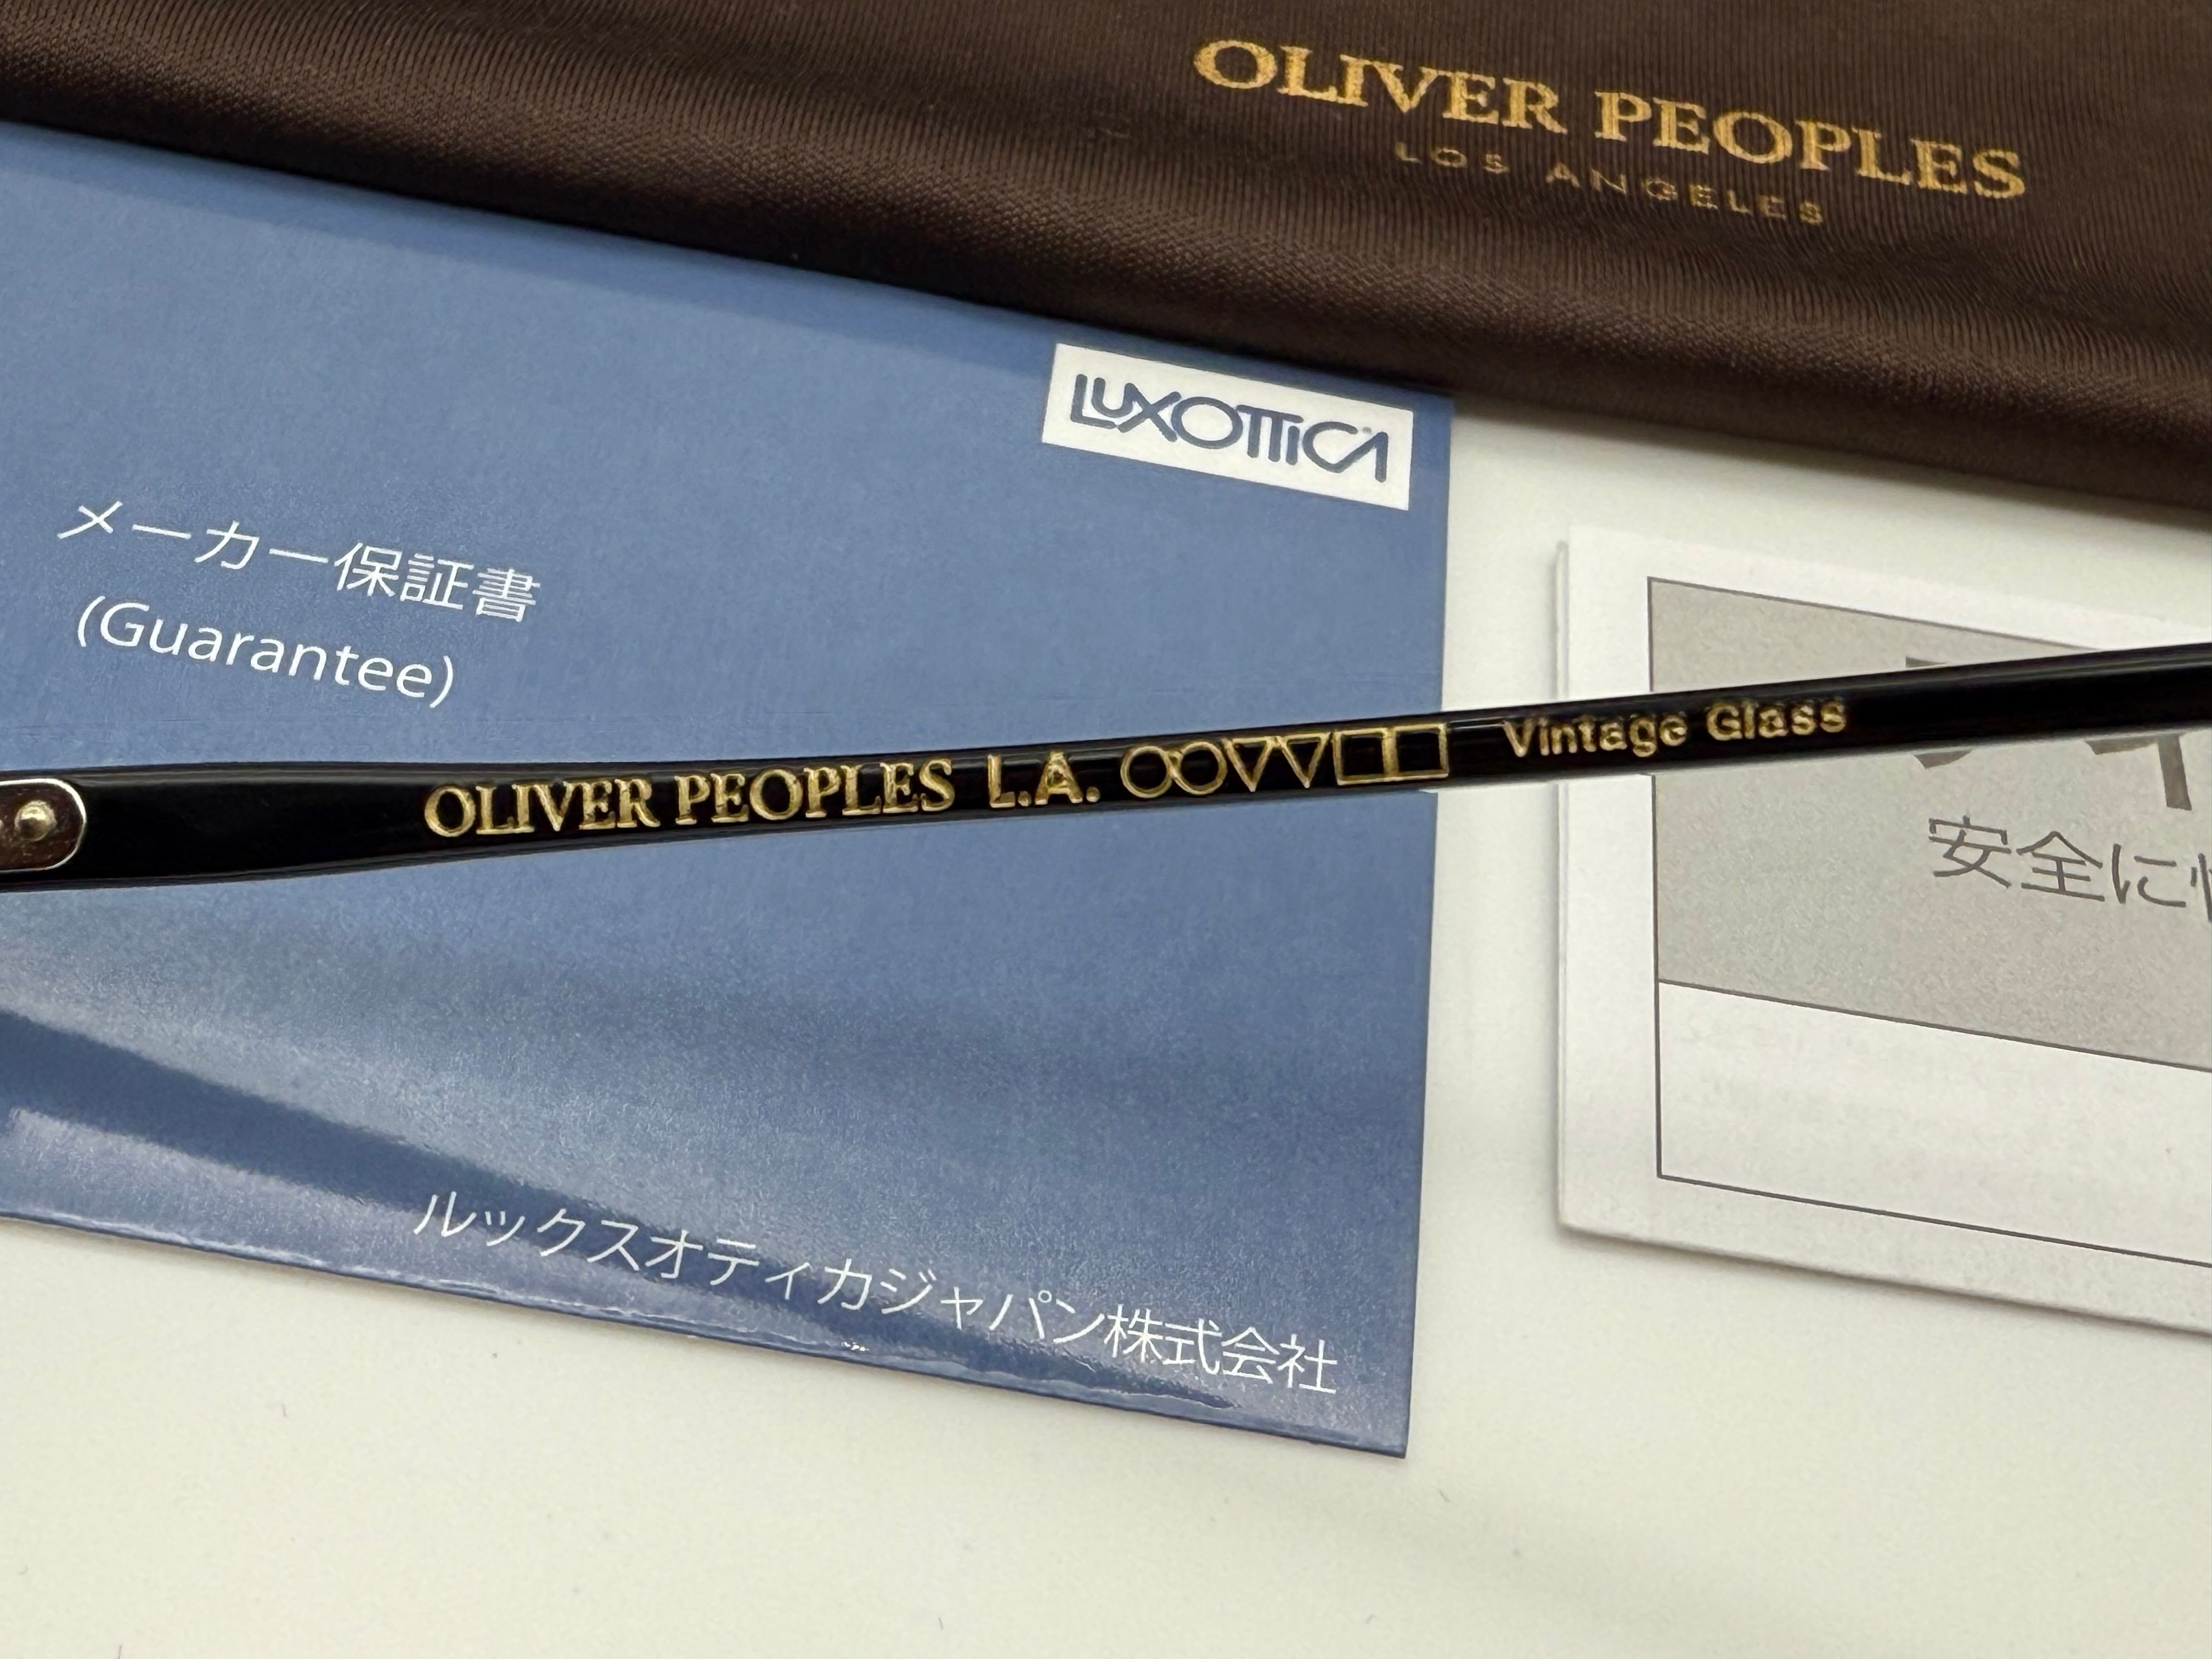 OLIVER PEOPLES
LOS ANGELES
LUXOTTICA
メーカー保証書
(Guarantee)
OLIVER PEOPLES L.A. Vintage Glass
安全に
ルックスオティカジャパン株式会社